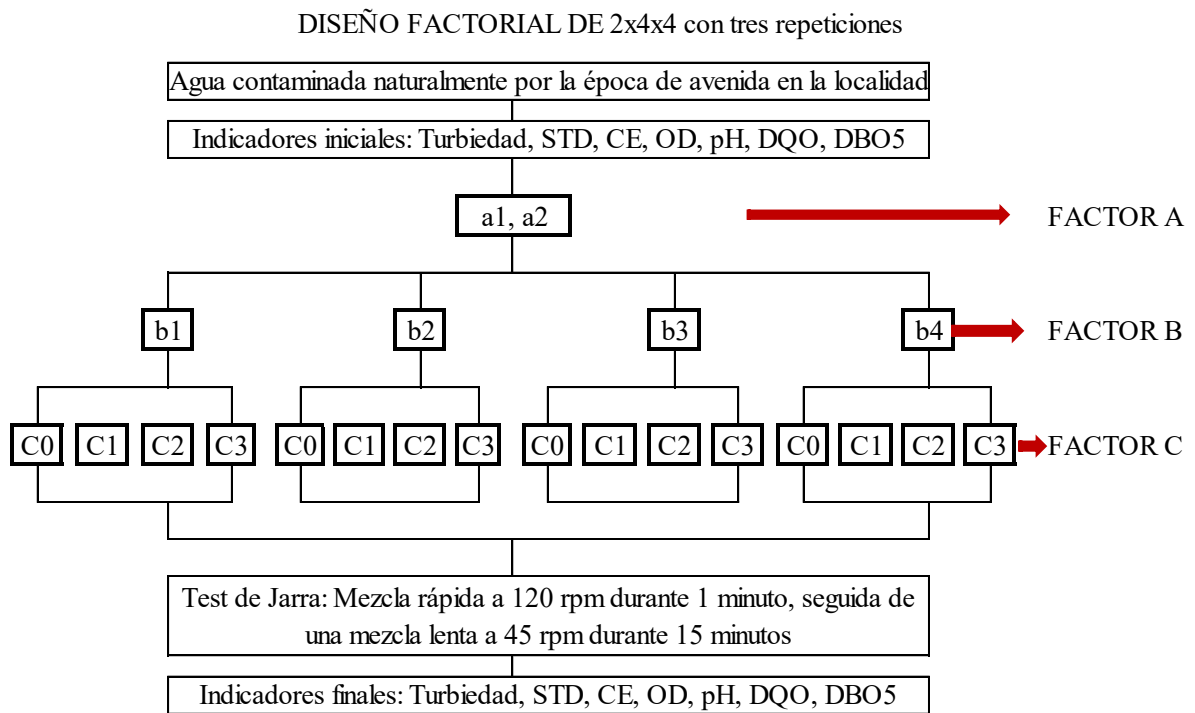 DISEÑO FACTORIAL DE 2x4x4 con tres repeticiones
Agua contaminada naturalmente por la época de avenida en la localidad
Indicadores iniciales: Turbiedad, STD, CE, OD, pH, DQO, DBO5
a1, a2
FACTOR A
b1
b2
b3
b4
FACTOR B
C0 C1 C2 C3
C0 C1 C2 C3
C0 C1 C2 C3
C0 C1 C2 C3
FACTOR C
Test de Jarra: Mezcla rápida a 120 rpm durante 1 minuto, seguida de
una mezcla lenta a 45 rpm durante 15 minutos
Indicadores finales: Turbiedad, STD, CE, OD, pH, DQO, DBO5